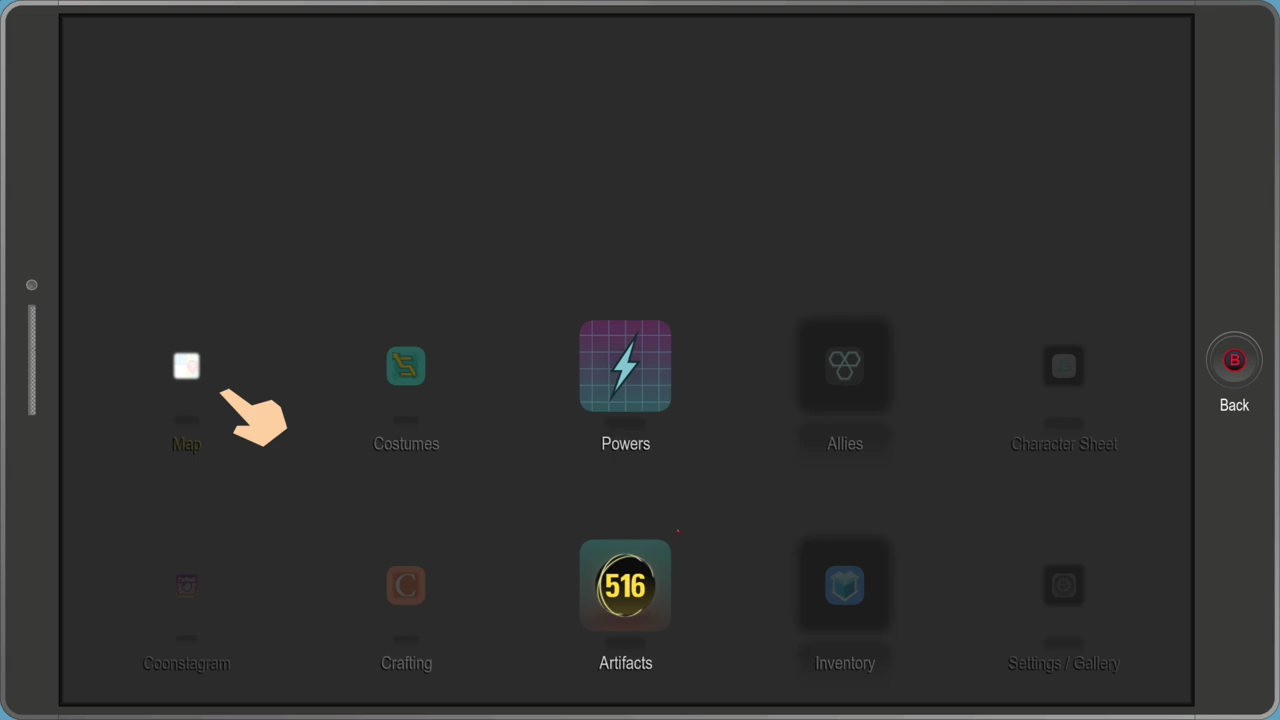 B
Back
Map
Costumes
Powers
Allies
Character Sheet
C
516
Coonstagram
Crafting
Artifacts
Inventory
Settings / Gallery